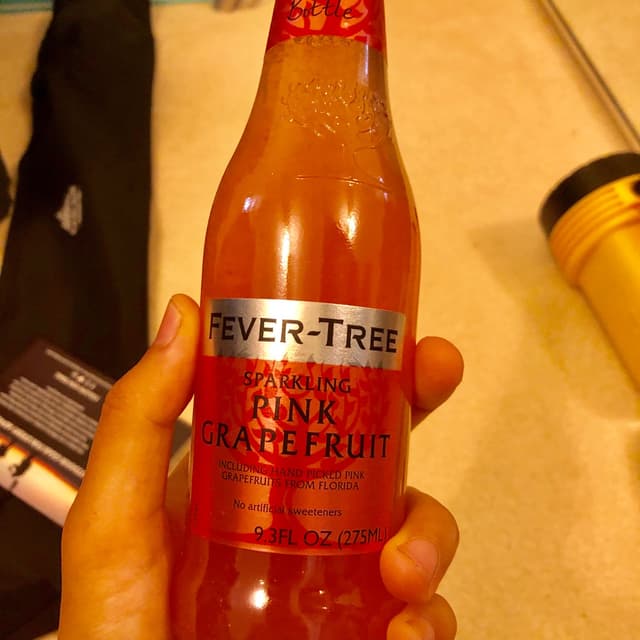 Bottle
FEVER-TREE
SPARKLING
PINK
GRAPEFRUIT
INCLUDING HAND PICKED PINK
GRAPEFRUITS FROM FLORIDA
No artificial sweeteners
9.3FL OZ (275ML)